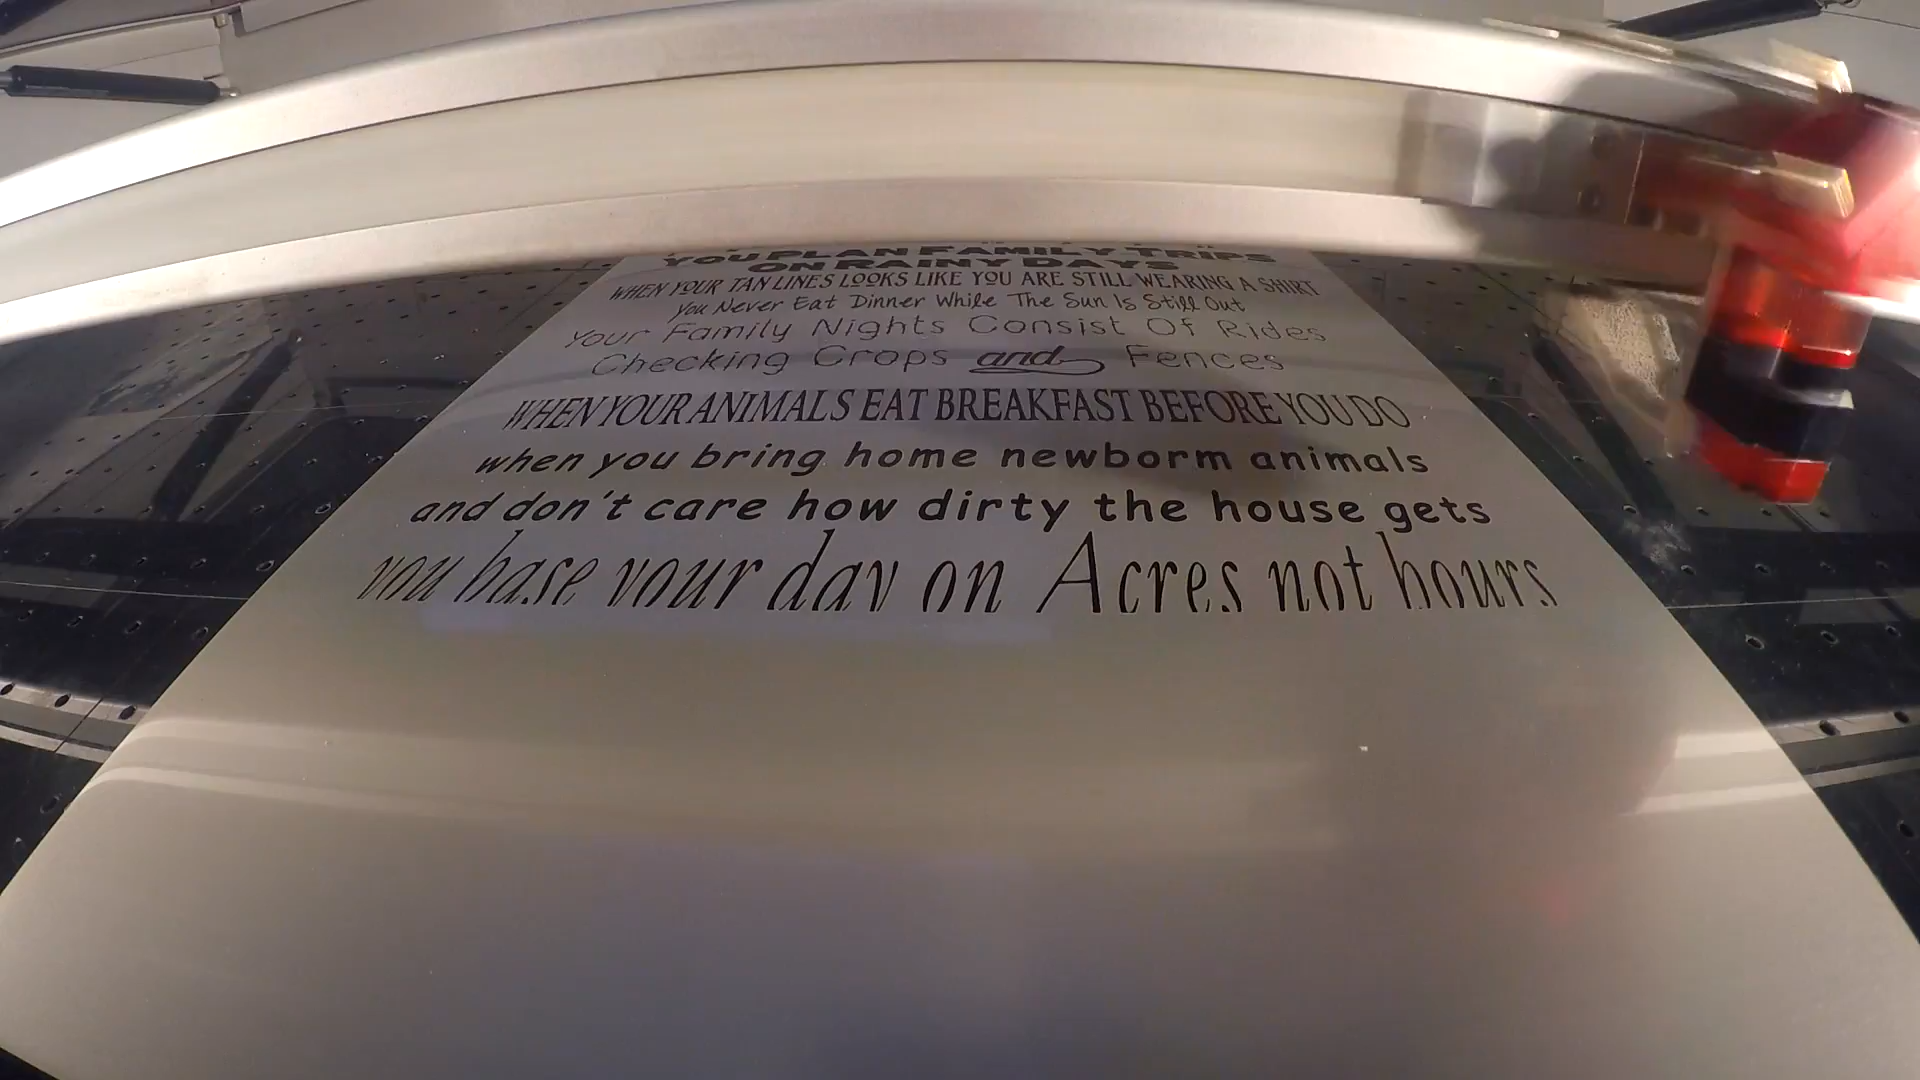 YOU PLAN FAMILY TRIPS
ON RAINY DAYS
WHEN YOUR TAN LINES LOOKS LIKE YOU ARE STILL WEARING A SHIRT
You Never Eat Dinner While The Sun Is Still Out
Your Family Nights Consist Of Rides
Checking Crops and Fences
WHEN YOUR ANIMALS EAT BREAKFAST BEFORE YOU DO
when you bring home newborm animals
and don't care how dirty the house gets
you base your day on Acres not hours